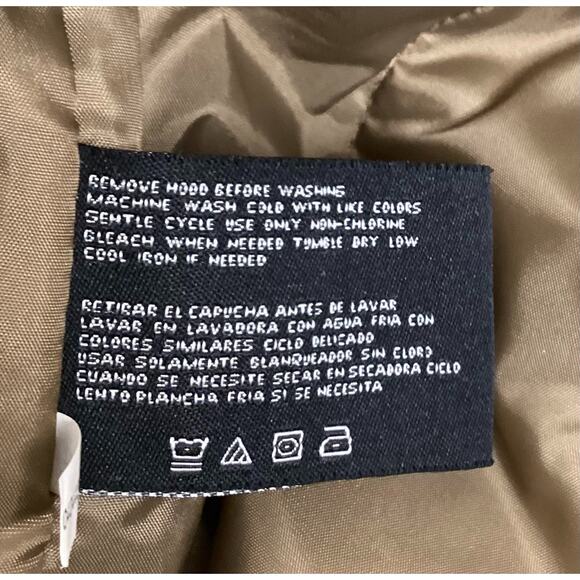 REMOVE HOOD BEFORE WASHING
MACHINE WASH COLD WITH LIKE COLORS
GENTLE CYCLE USE ONLY NON-CHLORINE
BLEACH WHEN NEEDED TUMBLE DRY LOW
COOL IRON IF NEEDED
RETIRAR EL CAPUCHA ANTES DE LAVAR
LAVAR EN LAVADORA CON AGUA FRIA CON
COLORES SIMILARES CICLO DELICADO
USAR SOLAMENTE BLANQUEADOR SIN CLORO
CUANDO SE NECESITE SECAR EN SECADORA CICLO
LENTO PLANCHA FRIA SI SE NECESITA